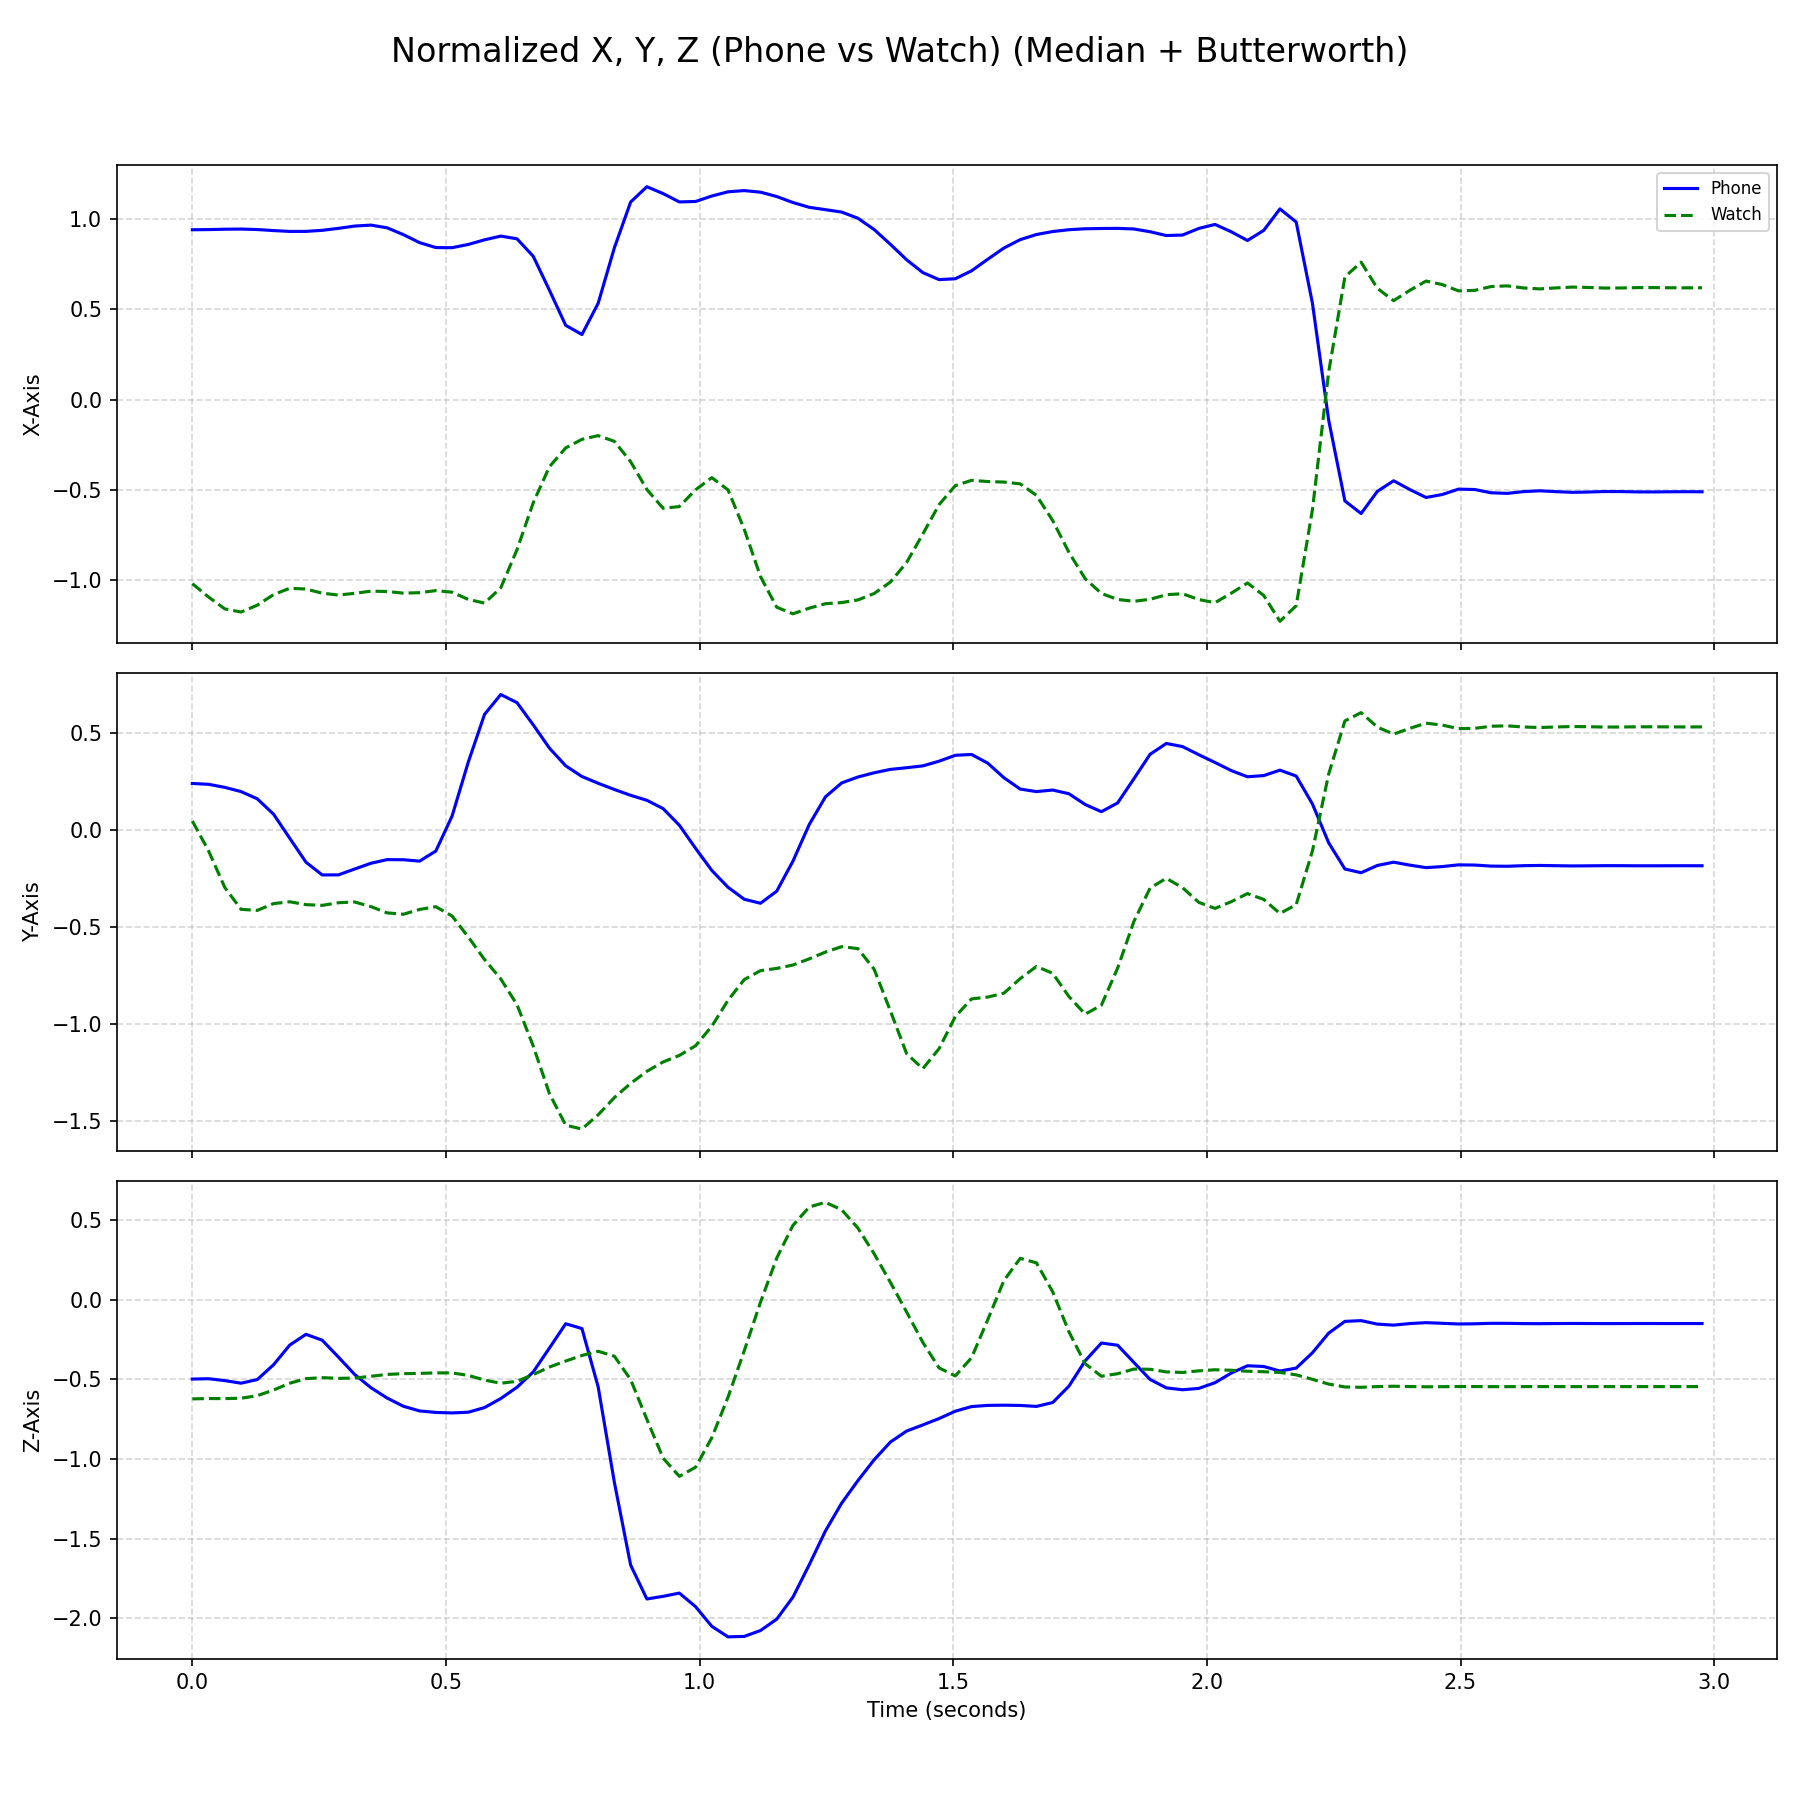 Normalized X, Y, Z (Phone vs Watch) (Median + Butterworth)
Phone
Watch
X-Axis
1.0
0.5
0.0
−0.5
−1.0
Y-Axis
0.5
0.0
−0.5
−1.0
−1.5
Z-Axis
0.5
0.0
−0.5
−1.0
−1.5
−2.0
0.0 0.5 1.0 1.5 2.0 2.5 3.0
Time (seconds)